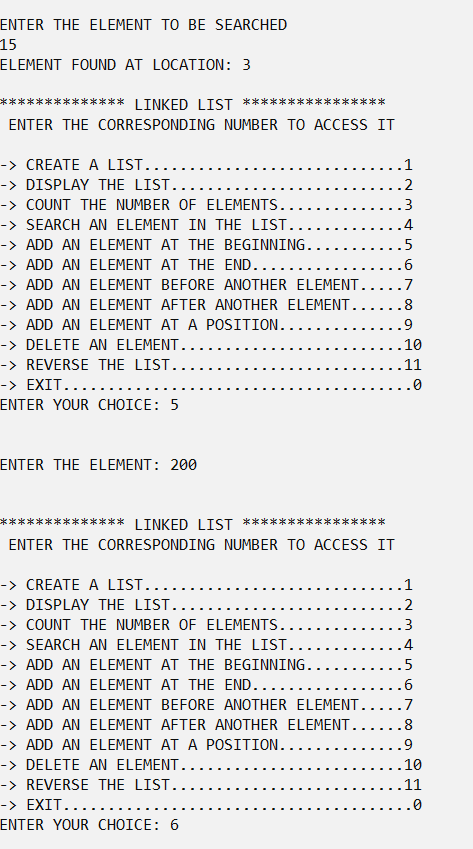 ENTER THE ELEMENT TO BE SEARCHED
15
ELEMENT FOUND AT LOCATION: 3
************** LINKED LIST ****************
ENTER THE CORRESPONDING NUMBER TO ACCESS IT
-> CREATE A LIST.............................1
-> DISPLAY THE LIST..........................2
-> COUNT THE NUMBER OF ELEMENTS..............3
-> SEARCH AN ELEMENT IN THE LIST.............4
-> ADD AN ELEMENT AT THE BEGINNING...........5
-> ADD AN ELEMENT AT THE END.................6
-> ADD AN ELEMENT BEFORE ANOTHER ELEMENT.....7
-> ADD AN ELEMENT AFTER ANOTHER ELEMENT......8
-> ADD AN ELEMENT AT A POSITION..............9
-> DELETE AN ELEMENT.........................10
-> REVERSE THE LIST..........................11
-> EXIT.......................................0
ENTER YOUR CHOICE: 5
ENTER THE ELEMENT: 200
************** LINKED LIST ****************
ENTER THE CORRESPONDING NUMBER TO ACCESS IT
-> CREATE A LIST.............................1
-> DISPLAY THE LIST..........................2
-> COUNT THE NUMBER OF ELEMENTS..............3
-> SEARCH AN ELEMENT IN THE LIST.............4
-> ADD AN ELEMENT AT THE BEGINNING...........5
-> ADD AN ELEMENT AT THE END.................6
-> ADD AN ELEMENT BEFORE ANOTHER ELEMENT.....7
-> ADD AN ELEMENT AFTER ANOTHER ELEMENT......8
-> ADD AN ELEMENT AT A POSITION..............9
-> DELETE AN ELEMENT.........................10
-> REVERSE THE LIST..........................11
-> EXIT.......................................0
ENTER YOUR CHOICE: 6